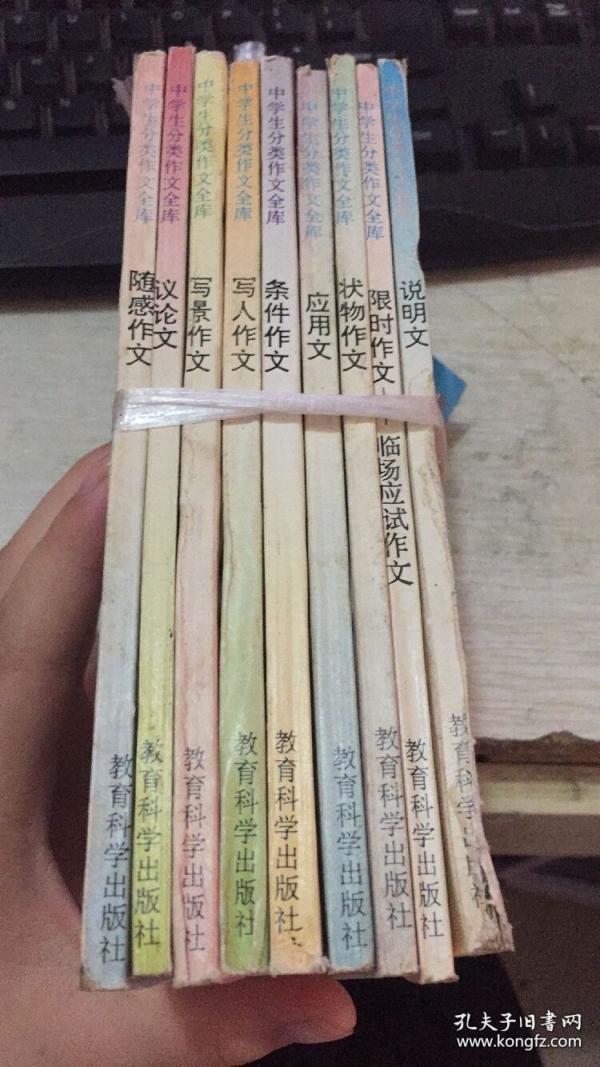 中学生分类作文全库
随感作文
教育科学出版社
中学生分类作文全库
议论文
教育科学出版社
中学生分类作文全库
写景作文
教育科学出版社
中学生分类作文全库
写人作文
教育科学出版社
中学生分类作文全库
条件作文
教育科学出版社
中学生分类作文全库
应用文
教育科学出版社
中学生分类作文全库
状物作文
教育科学出版社
中学生分类作文全库
限时作文——临场应试作文
教育科学出版社
说明文
教育科学出版社
孔夫子旧书网
www.kongfz.com